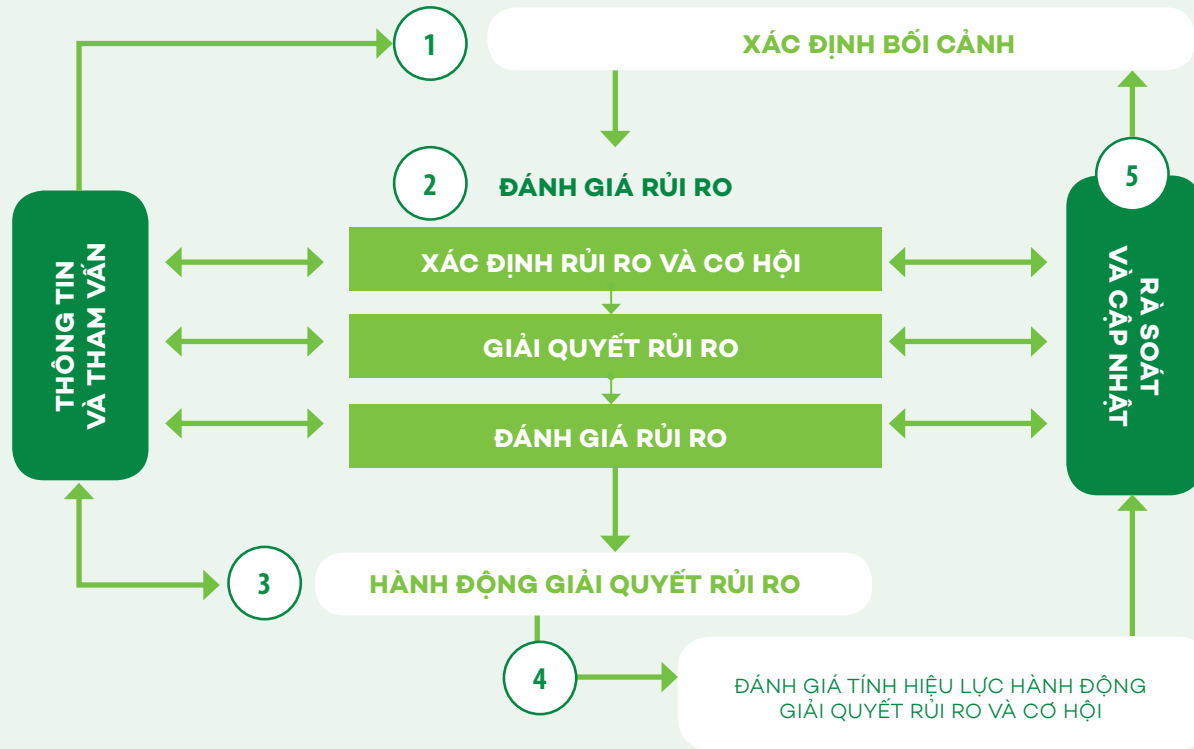 1
XÁC ĐỊNH BỐI CẢNH
2
ĐÁNH GIÁ RỦI RO
5
THÔNG TIN
VÀ THAM VẤN
XÁC ĐỊNH RỦI RO VÀ CƠ HỘI
GIẢI QUYẾT RỦI RO
ĐÁNH GIÁ RỦI RO
RÀ SOÁT
VÀ CẬP NHẬT
3
HÀNH ĐỘNG GIẢI QUYẾT RỦI RO
4
ĐÁNH GIÁ TÍNH HIỆU LỰC HÀNH ĐỘNG
GIẢI QUYẾT RỦI RO VÀ CƠ HỘI